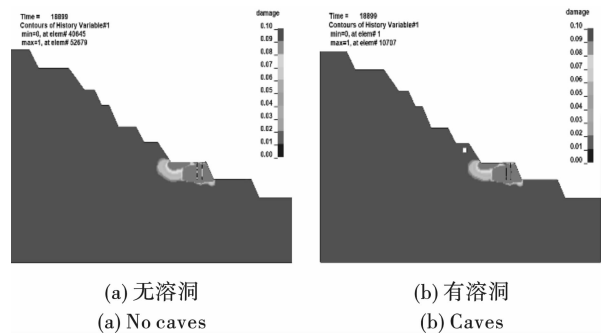 Time = 18899
Contours of History Variable#1
min=0, at elem# 40645
max=1, at elem# 52679
damage
0.10
0.09
0.08
0.07
0.06
0.05
0.04
0.03
0.02
0.01
0.00
Time = 18899
Contours of History Variable#1
min=0, at elem# 1
max=1, at elem# 10707
damage
0.10
0.09
0.08
0.07
0.06
0.05
0.04
0.03
0.02
0.01
0.00
(a) 无溶洞
(a) No caves
(b) 有溶洞
(b) Caves